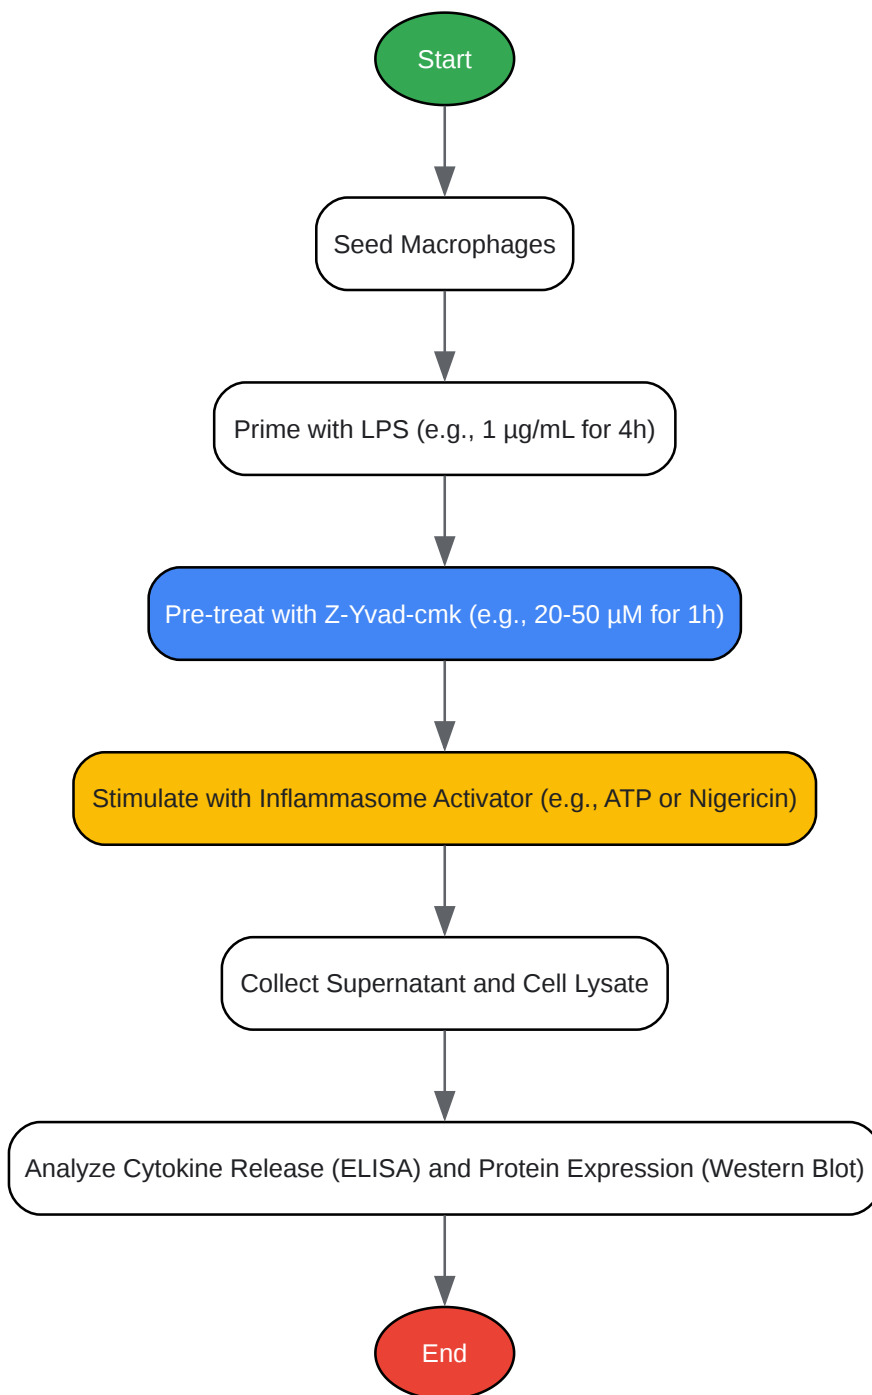 Start
Seed Macrophages
Prime with LPS (e.g., 1 µg/mL for 4h)
Pre-treat with Z-Yvad-cmk (e.g., 20-50 µM for 1h)
Stimulate with Inflammasome Activator (e.g., ATP or Nigericin)
Collect Supernatant and Cell Lysate
Analyze Cytokine Release (ELISA) and Protein Expression (Western Blot)
End